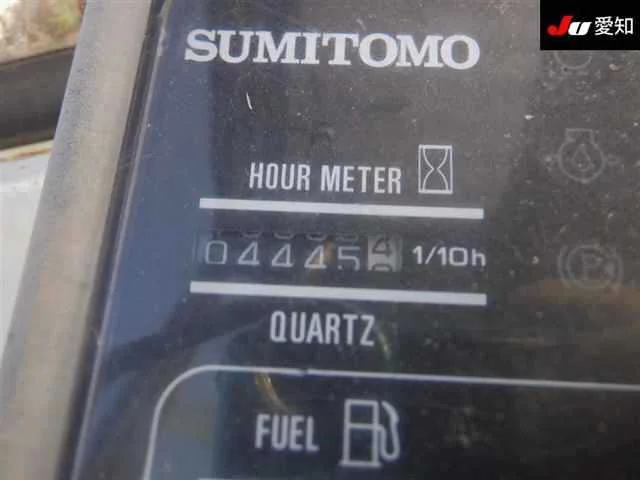 JU 愛知
SUMITOMO
HOUR METER
04445 1/10h
QUARTZ
FUEL